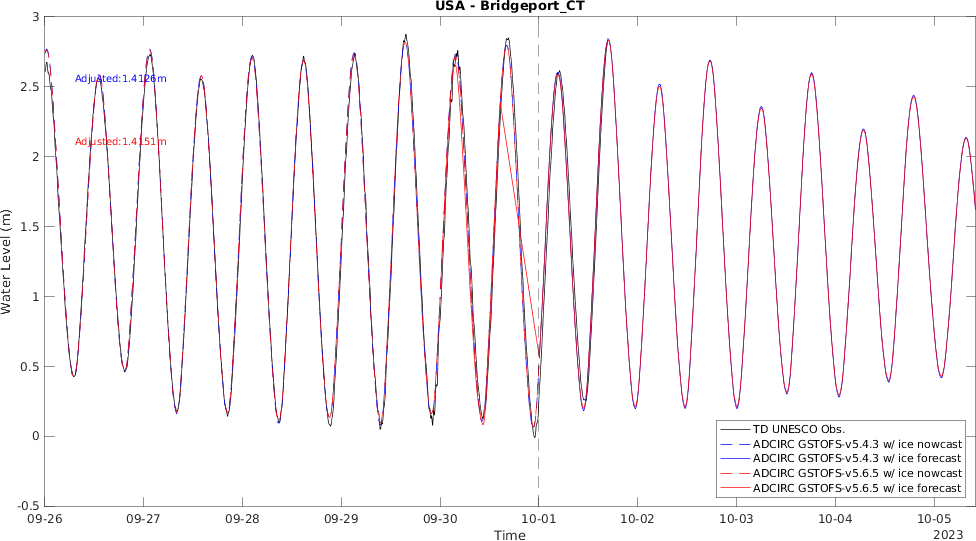 USA - Bridgeport_CT
3
2.5
2
1.5
1
0.5
0
-0.5
Water Level (m)
Adjusted:1.4126m
Adjusted:1.4151m
TD UNESCO Obs.
ADCIRC GSTOFS-v5.4.3 w/ ice nowcast
ADCIRC GSTOFS-v5.4.3 w/ ice forecast
ADCIRC GSTOFS-v5.6.5 w/ ice nowcast
ADCIRC GSTOFS-v5.6.5 w/ ice forecast
09-26 09-27 09-28 09-29 09-30 10-01 10-02 10-03 10-04 10-05
Time
2023